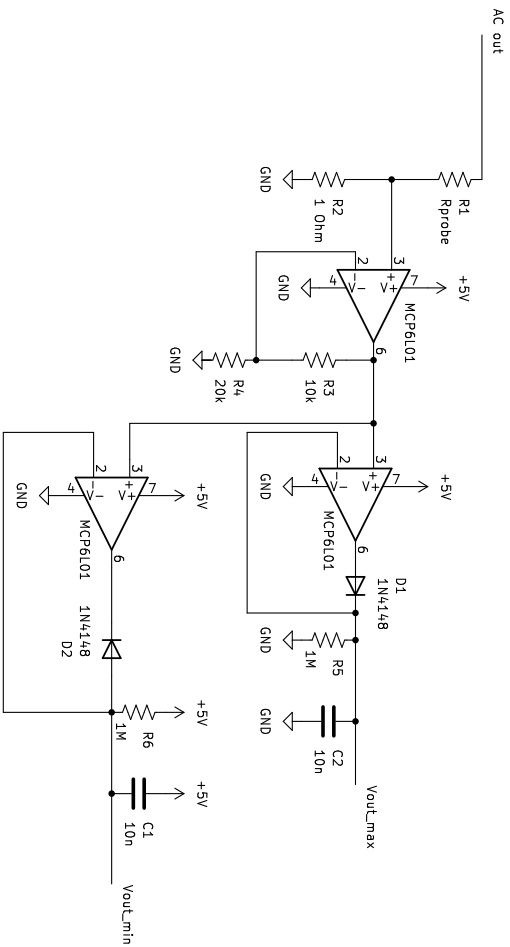 AC out
R1
Rprobe
R2
1 Ohm
GND
+5V
3
2
+
-
7
4
V+
V-
6
MCP6L01
GND
R3
10k
R4
20k
GND
+5V
3
2
+
-
7
4
V+
V-
6
MCP6L01
GND
D1
1N4148
R5
1M
GND
C2
10n
GND
Vout_max
+5V
3
2
+
-
7
4
V+
V-
6
MCP6L01
GND
1N4148
D2
+5V
R6
1M
+5V
C1
10n
Vout_min